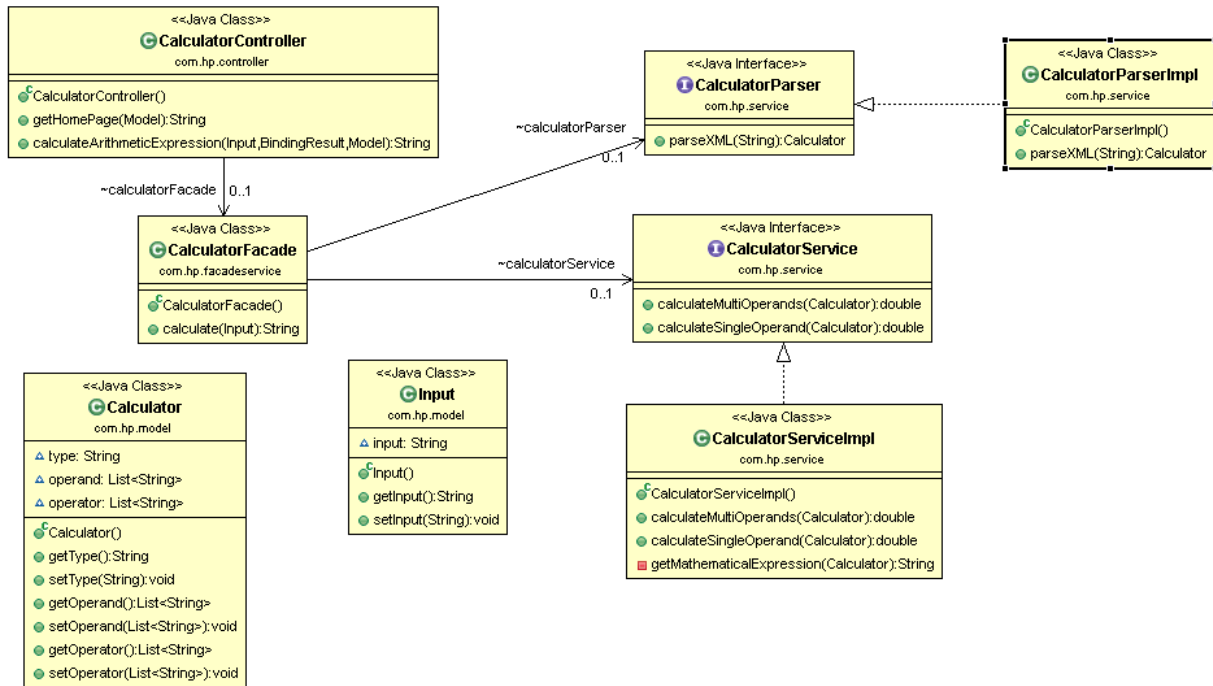 <<Java Class>>
CalculatorController
com.hp.controller
CalculatorController()
getHomePage(Model):String
calculateArithmeticExpression(Input,BindingResult,Model):String
<<Java Interface>>
CalculatorParser
com.hp.service
parseXML(String):Calculator
<<Java Class>>
CalculatorParserImpl
com.hp.service
CalculatorParserImpl()
parseXML(String):Calculator
~calculatorParser
0..1
~calculatorFacade
0..1
<<Java Class>>
CalculatorFacade
com.hp.facadeservice
CalculatorFacade()
calculate(Input):String
~calculatorService
0..1
<<Java Interface>>
CalculatorService
com.hp.service
calculateMultiOperands(Calculator):double
calculateSingleOperand(Calculator):double
<<Java Class>>
Calculator
com.hp.model
type: String
operand: List<String>
operator: List<String>
Calculator()
getType():String
setType(String):void
getOperand():List<String>
setOperand(List<String>):void
getOperator():List<String>
setOperator(List<String>):void
<<Java Class>>
Input
com.hp.model
input: String
Input()
getInput():String
setInput(String):void
<<Java Class>>
CalculatorServiceImpl
com.hp.service
CalculatorServiceImpl()
calculateMultiOperands(Calculator):double
calculateSingleOperand(Calculator):double
getMathematicalExpression(Calculator):String